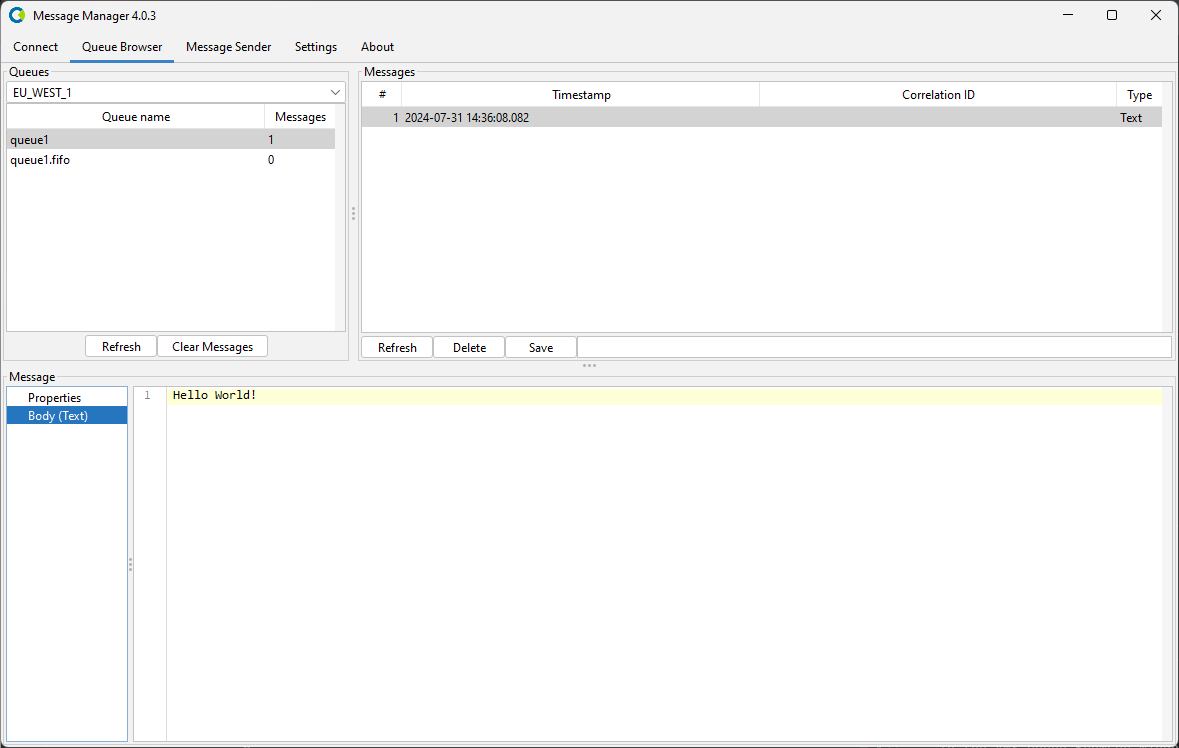 Message Manager 4.0.3
Connect Queue Browser Message Sender Settings About
Queues
EU_WEST_1
Queue name Messages
queue1 1
queue1.fifo 0
Refresh Clear Messages
Messages
# Timestamp Correlation ID Type
1 2024-07-31 14:36:08.082 Text
Refresh Delete Save
Message
Properties
Body (Text)
1 Hello World!